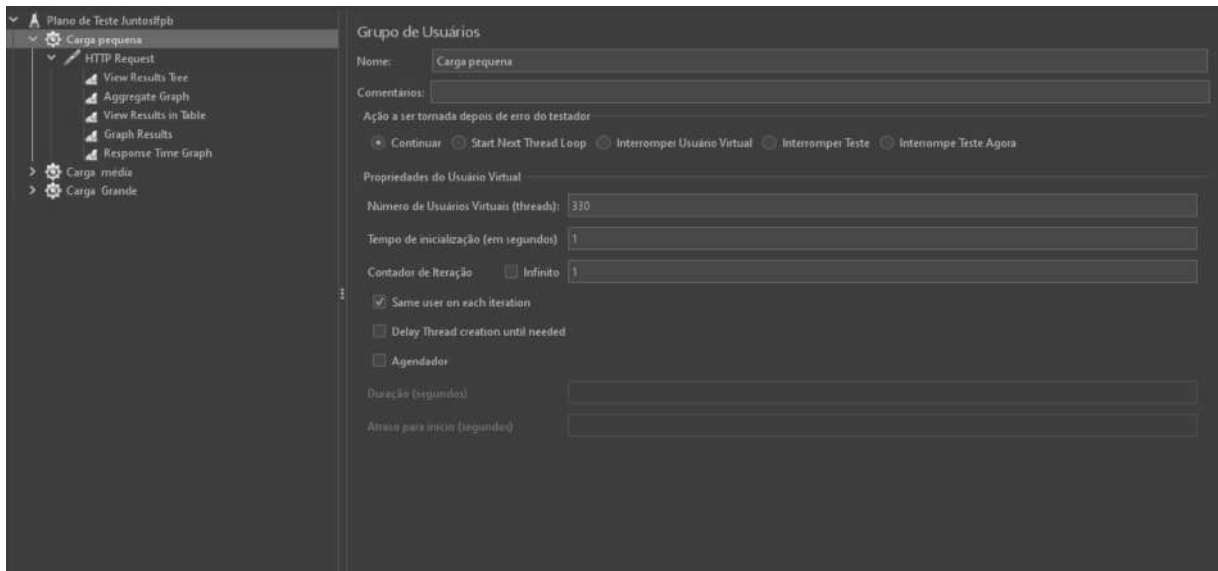 Plano de Teste JuntosIfpb
Carga pequena
HTTP Request
View Results Tree
Aggregate Graph
View Results in Table
Graph Results
Response Time Graph
Carga média
Carga Grande
Grupo de Usuários
Nome: Carga pequena
Comentários:
Ação a ser tomada depois de erro do testador
Continuar Start Next Thread Loop Interromper Usuário Virtual Interromper Teste Interrompe Teste Agora
Propriedades do Usuário Virtual
Número de Usuários Virtuais (threads): 330
Tempo de inicialização (em segundos) 1
Contador de Iteração Infinito 1
Same user on each iteration
Delay Thread creation until needed
Agendador
Duração (segundos)
Atraso para início (segundos)